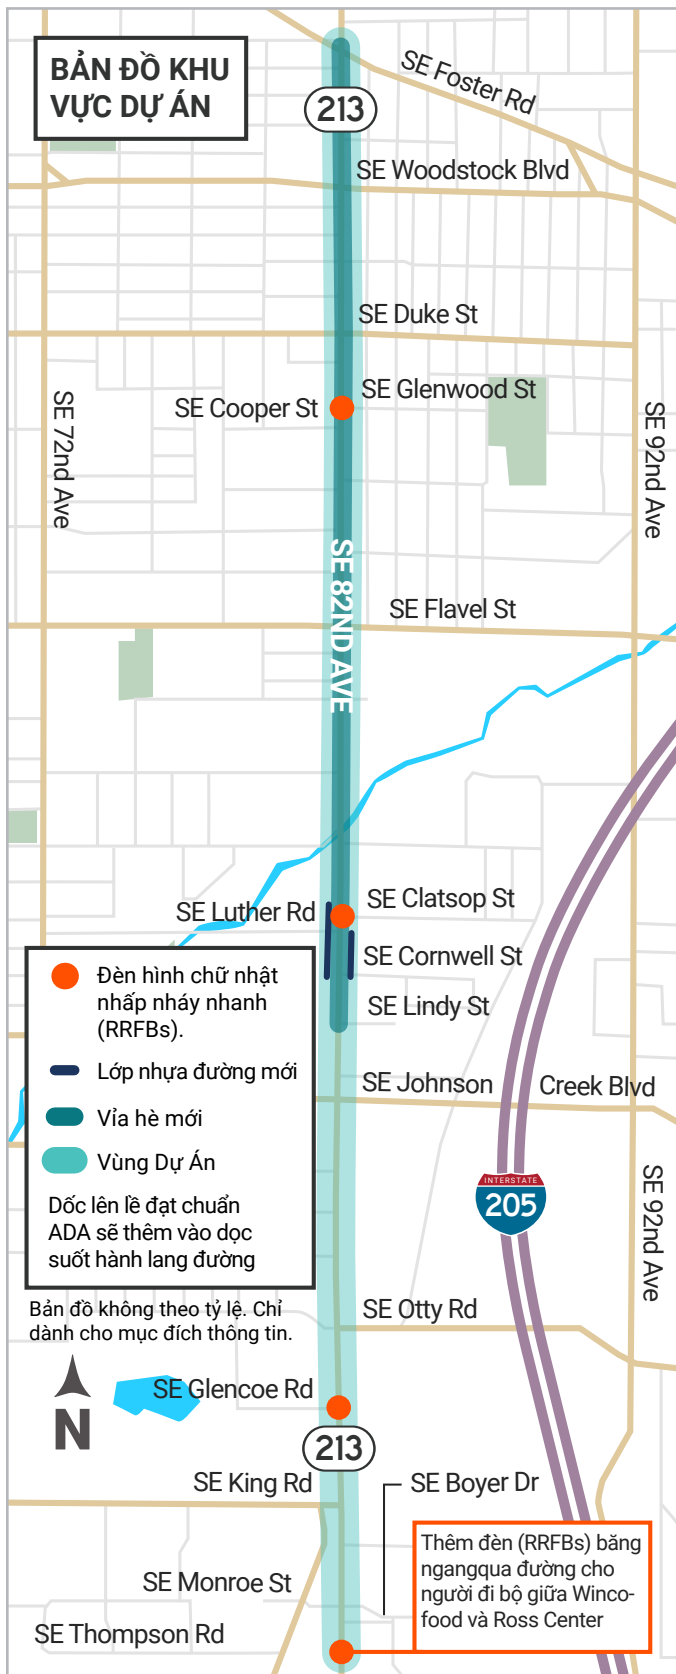 BẢN ĐỒ KHU
VỰC DỰ ÁN
SE Foster Rd
213
SE Woodstock Blvd
SE Duke St
SE Glenwood St
SE Cooper St
SE 72nd Ave
SE 92nd Ave
SE 82ND AVE
SE Flavel St
SE Clatsop St
SE Luther Rd
SE Cornwell St
SE Lindy St
SE Johnson Creek Blvd
Đèn hình chữ nhật
nhấp nháy nhanh
(RRFBs).
Lớp nhựa đường mới
Vỉa hè mới
Vùng Dự Án
Dốc lên lề đạt chuẩn
ADA sẽ thêm vào dọc
suốt hành lang đường
INTERSTATE
205
SE 92nd Ave
Bản đồ không theo tỷ lệ. Chỉ
dành cho mục đích thông tin.
SE Otty Rd
N
SE Glencoe Rd
213
SE King Rd
SE Boyer Dr
Thêm đèn (RRFBs) băng
ngangqua đường cho
người đi bộ giữa Winco-
food và Ross Center
SE Monroe St
SE Thompson Rd